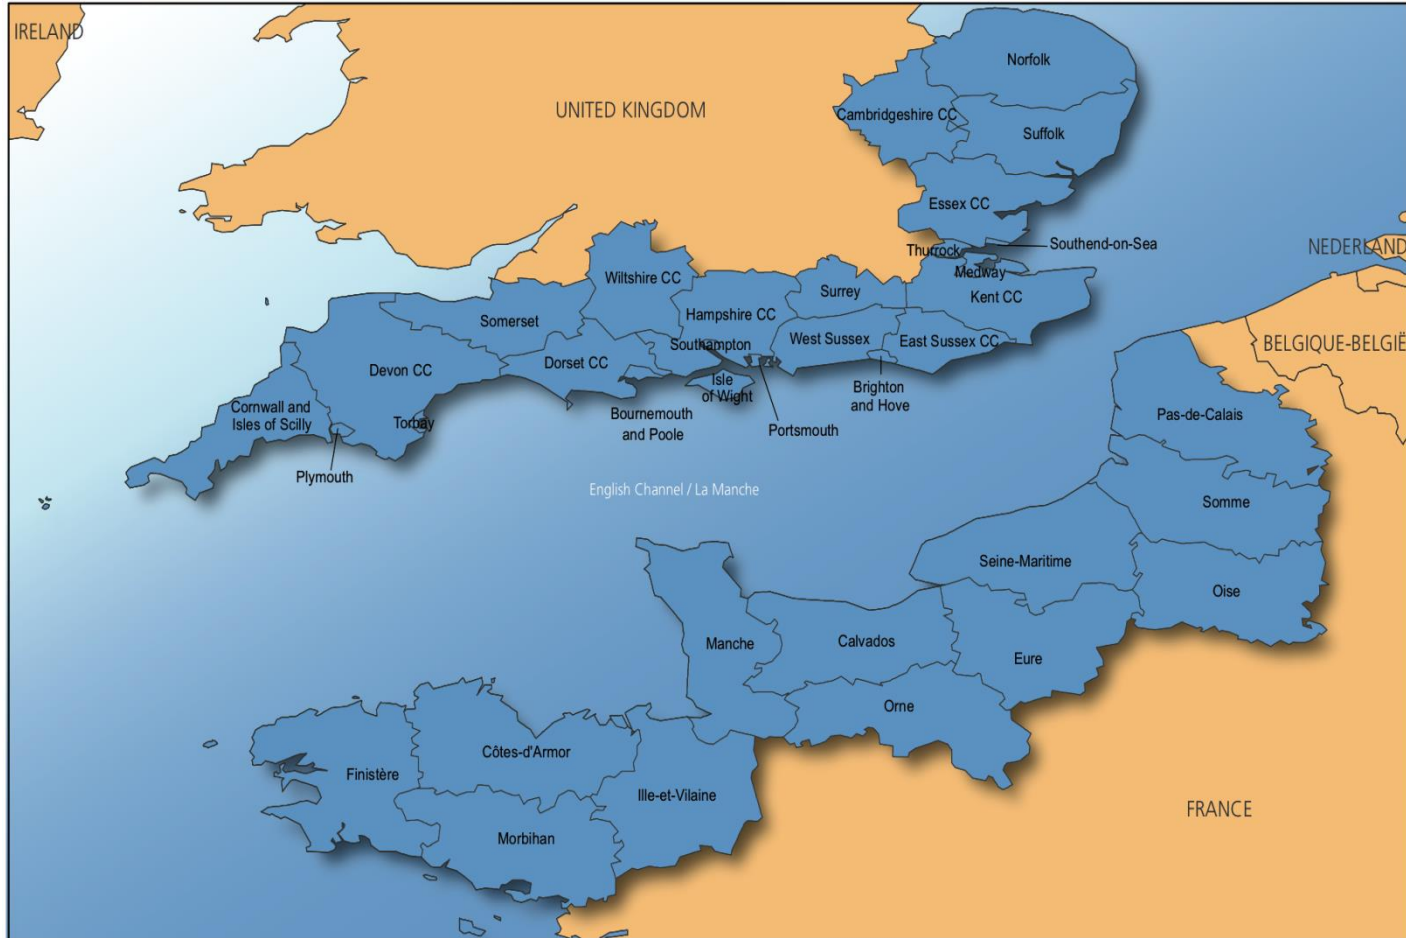 IRELAND
UNITED KINGDOM
Norfolk
Cambridgeshire CC
Suffolk
Essex CC
Southend-on-Sea
Thurrock
NEDERLAND
Medway
Wiltshire CC
Surrey
Kent CC
Somerset
Hampshire CC
West Sussex
East Sussex CC
Southampton
BELGIQUE-BELGIË
Devon CC
Dorset CC
Isle
of Wight
Brighton
and Hove
Cornwall and
Isles of Scilly
Torbay
Bournemouth
and Poole
Portsmouth
Pas-de-Calais
Plymouth
English Channel / La Manche
Somme
Seine-Maritime
Oise
Manche
Calvados
Eure
Orne
Côtes-d'Armor
Finistère
Ille-et-Vilaine
FRANCE
Morbihan